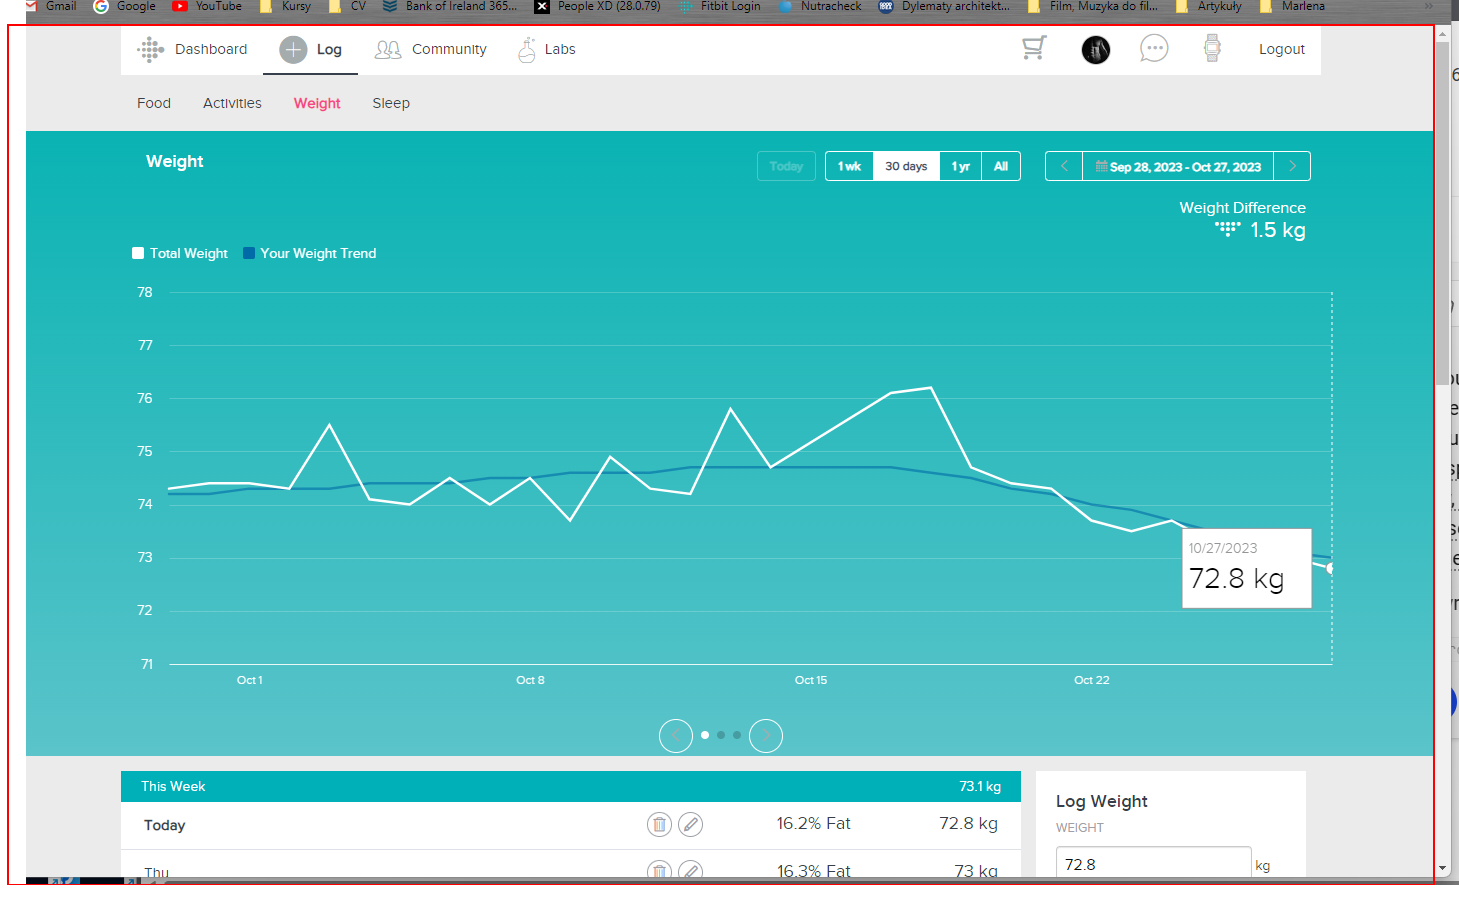 Gmail Google YouTube Kursy CV Bank of Ireland 365... People XD (28.0.79) Fitbit Login Nutracheck Dylematy architekt... Film, Muzyka do fil... Artykuły Marlena »
Dashboard Log Community Labs Logout
Food Activities Weight Sleep
Weight
Today 1 wk 30 days 1 yr All Sep 28, 2023 - Oct 27, 2023
Weight Difference
1.5 kg
Total Weight Your Weight Trend
78
77
76
75
74
73
72
71
10/27/2023
72.8 kg
Oct 1 Oct 8 Oct 15 Oct 22
This Week 73.1 kg
Today 16.2% Fat 72.8 kg
Thu 16.3% Fat 73 kg
Log Weight
WEIGHT
72.8 kg